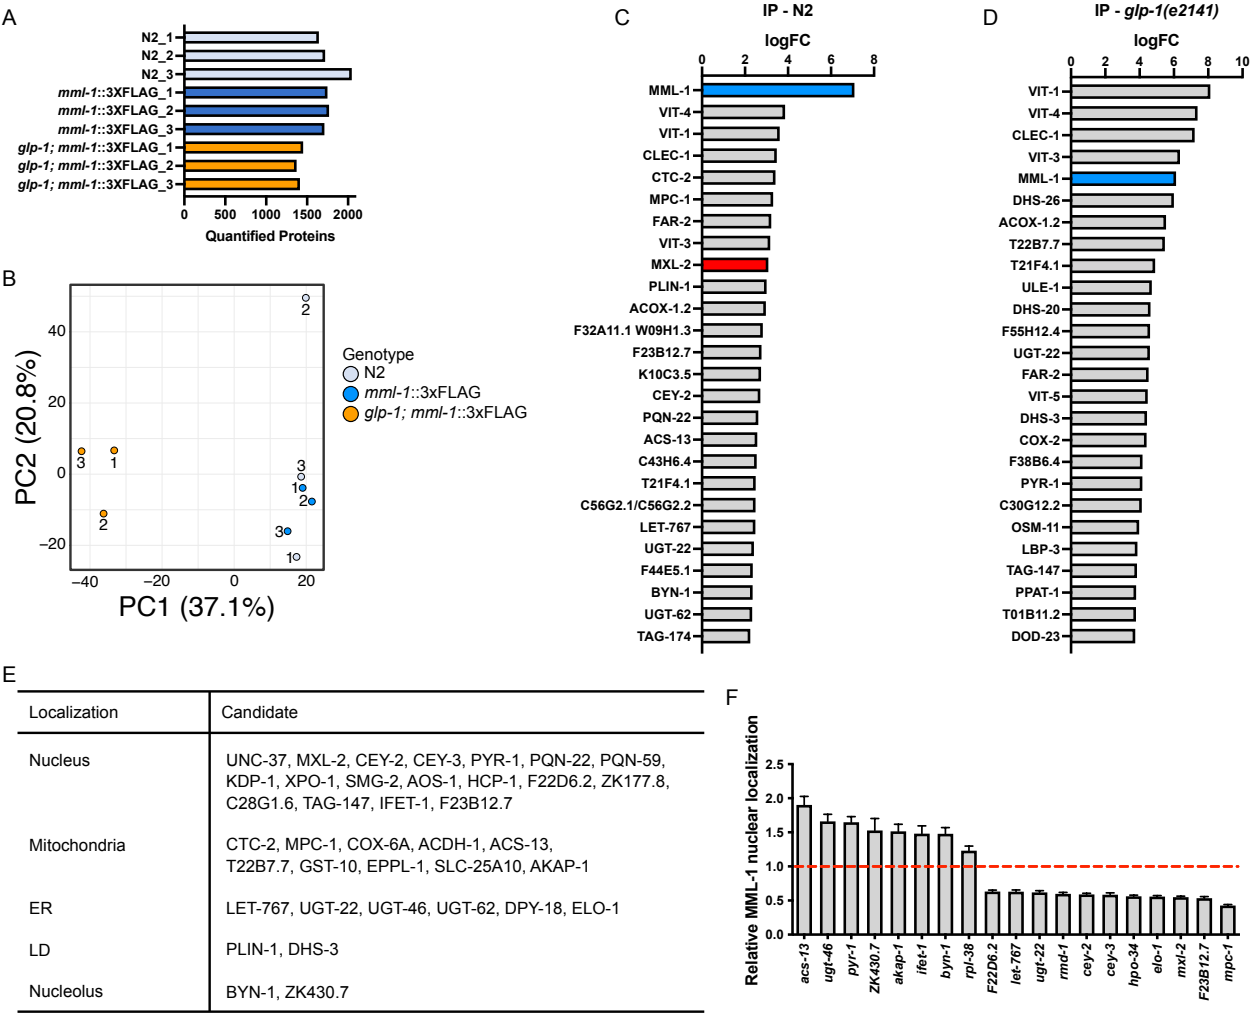 A
N2_1
N2_2
N2_3
mml-1::3XFLAG_1
mml-1::3XFLAG_2
mml-1::3XFLAG_3
glp-1; mml-1::3XFLAG_1
glp-1; mml-1::3XFLAG_2
glp-1; mml-1::3XFLAG_3
0 500 1000 1500 2000
Quantified Proteins
B
PC2 (20.8%)
40
20
0
−20
2
3
1
2
3
1
2
3
1
−40 −20 0 20
PC1 (37.1%)
Genotype
N2
mml-1::3xFLAG
glp-1; mml-1::3xFLAG
C
IP - N2
logFC
0 2 4 6 8
MML-1
VIT-4
VIT-1
CLEC-1
CTC-2
MPC-1
FAR-2
VIT-3
MXL-2
PLIN-1
ACOX-1.2
F32A11.1 W09H1.3
F23B12.7
K10C3.5
CEY-2
PQN-22
ACS-13
C43H6.4
T21F4.1
C56G2.1/C56G2.2
LET-767
UGT-22
F44E5.1
BYN-1
UGT-62
TAG-174
D
IP - glp-1(e2141)
logFC
0 2 4 6 8 10
VIT-1
VIT-4
CLEC-1
VIT-3
MML-1
DHS-26
ACOX-1.2
T22B7.7
T21F4.1
ULE-1
DHS-20
F55H12.4
UGT-22
FAR-2
VIT-5
DHS-3
COX-2
F38B6.4
PYR-1
C30G12.2
OSM-11
LBP-3
TAG-147
PPAT-1
T01B11.2
DOD-23
E
Localization Candidate
Nucleus UNC-37, MXL-2, CEY-2, CEY-3, PYR-1, PQN-22, PQN-59,
KDP-1, XPO-1, SMG-2, AOS-1, HCP-1, F22D6.2, ZK177.8,
C28G1.6, TAG-147, IFET-1, F23B12.7
Mitochondria CTC-2, MPC-1, COX-6A, ACDH-1, ACS-13,
T22B7.7, GST-10, EPPL-1, SLC-25A10, AKAP-1
ER LET-767, UGT-22, UGT-46, UGT-62, DPY-18, ELO-1
LD PLIN-1, DHS-3
Nucleolus BYN-1, ZK430.7
F
Relative MML-1 nuclear localization
2.5
2.0
1.5
1.0
0.5
0.0
acs-13
ugt-46
pyr-1
ZK430.7
akap-1
ifet-1
byn-1
rpl-38
F22D6.2
let-767
ugt-22
rmd-1
cey-2
cey-3
hpo-34
elo-1
mxl-2
F23B12.7
mpc-1